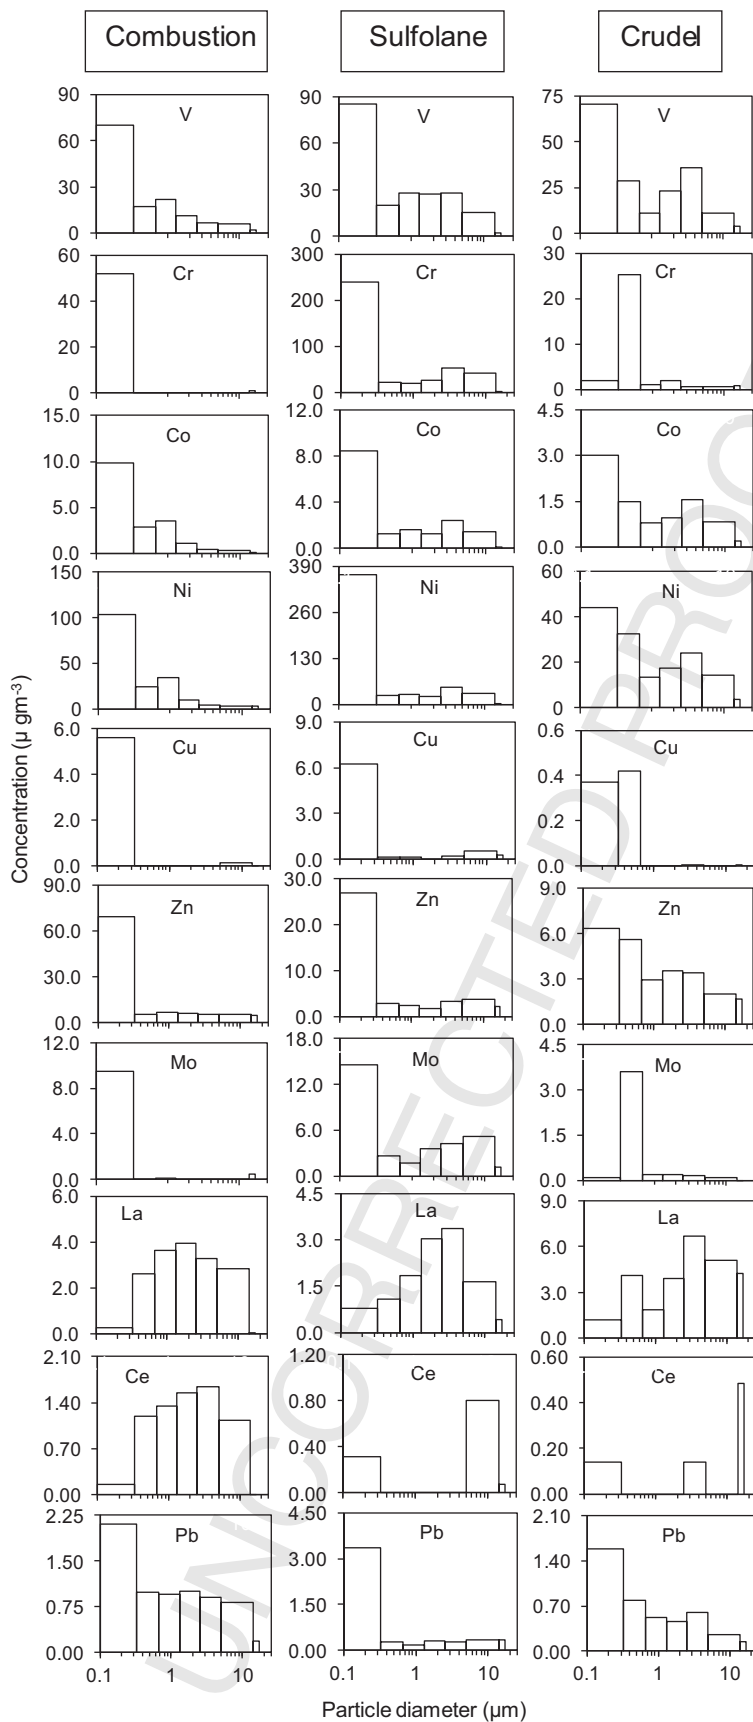 Combustion Sulfolane Crudel
90 60 30 0 V
90 60 30 0 V
75 50 25 0 V
60 40 20 0 Cr
300 200 100 0 Cr
30 20 10 0 Cr
15.0 10.0 5.0 0.0 Co
12.0 8.0 4.0 0.0 Co
4.5 3.0 1.5 0.0 Co
150 100 50 0 Ni
390 260 130 0 Ni
60 40 20 0 Ni
6.0 4.0 2.0 0.0 Cu
9.0 6.0 3.0 0.0 Cu
0.6 0.4 0.2 0.0 Cu
90.0 60.0 30.0 0.0 Zn
30.0 20.0 10.0 0.0 Zn
9.0 6.0 3.0 0.0 Zn
12.0 8.0 4.0 0.0 Mo
18.0 12.0 6.0 0.0 Mo
4.5 3.0 1.5 0.0 Mo
6.0 4.0 2.0 0.0 La
4.5 3.0 1.5 0.0 La
9.0 6.0 3.0 0.0 La
2.10 1.40 0.70 0.00 Ce
1.20 0.80 0.40 0.00 Ce
0.60 0.40 0.20 0.00 Ce
2.25 1.50 0.75 0.00 Pb
4.50 3.00 1.50 0.00 Pb
2.10 1.40 0.70 0.00 Pb
0.1 1 10 0.1 1 10 0.1 1 10
Concentration (µ gm-3)
Particle diameter (µm)
UNCORRECTED PROO